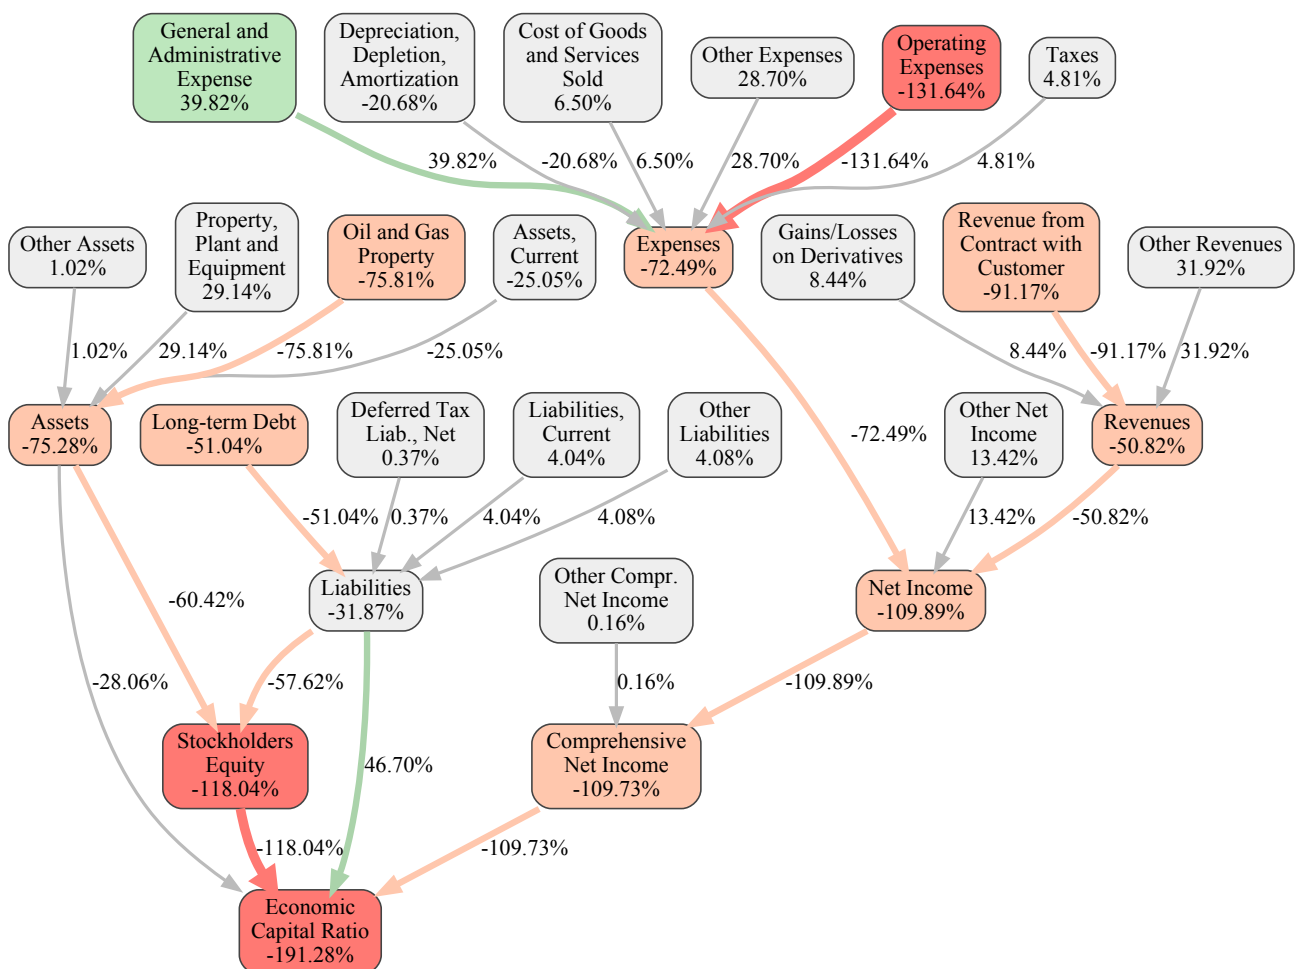 General and
Administrative
Expense
39.82%
Depreciation,
Depletion,
Amortization
-20.68%
Cost of Goods
and Services
Sold
6.50%
Other Expenses
28.70%
Operating
Expenses
-131.64%
Taxes
4.81%
39.82%
-20.68%
6.50%
28.70%
-131.64%
4.81%
Other Assets
1.02%
Property,
Plant and
Equipment
29.14%
Oil and Gas
Property
-75.81%
Assets,
Current
-25.05%
Expenses
-72.49%
Gains/Losses
on Derivatives
8.44%
Revenue from
Contract with
Customer
-91.17%
Other Revenues
31.92%
1.02%
29.14%
-75.81%
-25.05%
8.44%
-91.17%
31.92%
Assets
-75.28%
Long-term Debt
-51.04%
Deferred Tax
Liab., Net
0.37%
Liabilities,
Current
4.04%
Other
Liabilities
4.08%
-72.49%
Other Net
Income
13.42%
Revenues
-50.82%
-51.04%
0.37%
4.04%
4.08%
13.42%
-50.82%
-60.42%
Liabilities
-31.87%
Other Compr.
Net Income
0.16%
Net Income
-109.89%
-28.06%
-57.62%
0.16%
-109.89%
Stockholders
Equity
-118.04%
46.70%
Comprehensive
Net Income
-109.73%
-118.04%
-109.73%
Economic
Capital Ratio
-191.28%